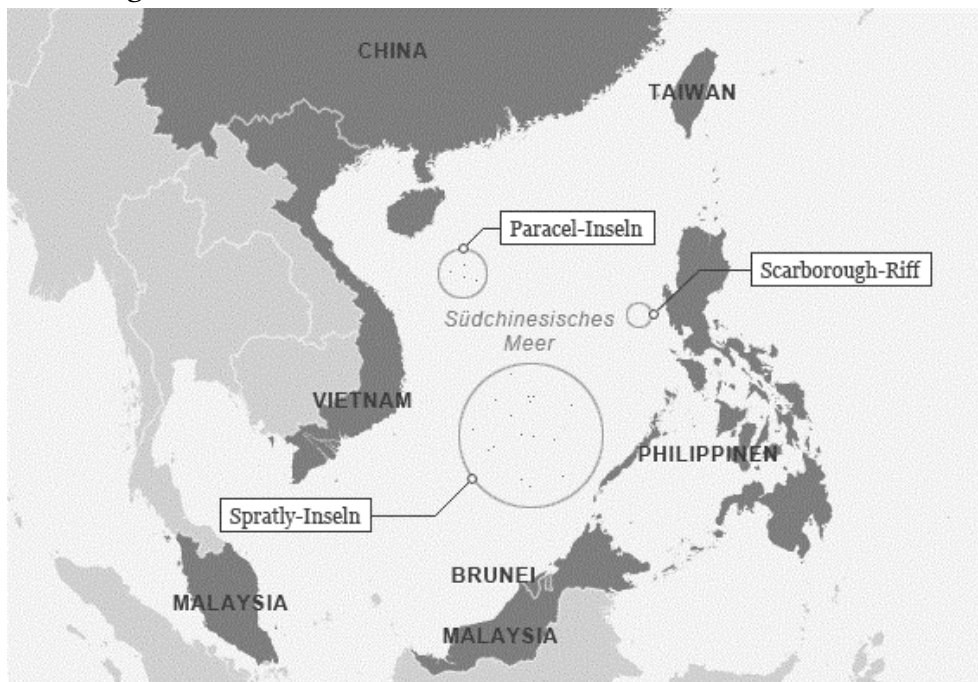 CHINA
TAIWAN
Paracel-Inseln
Scarborough-Riff
Südchinesisches
Meer
VIETNAM
PHILIPPINEN
Spratly-Inseln
BRUNEI
MALAYSIA
MALAYSIA